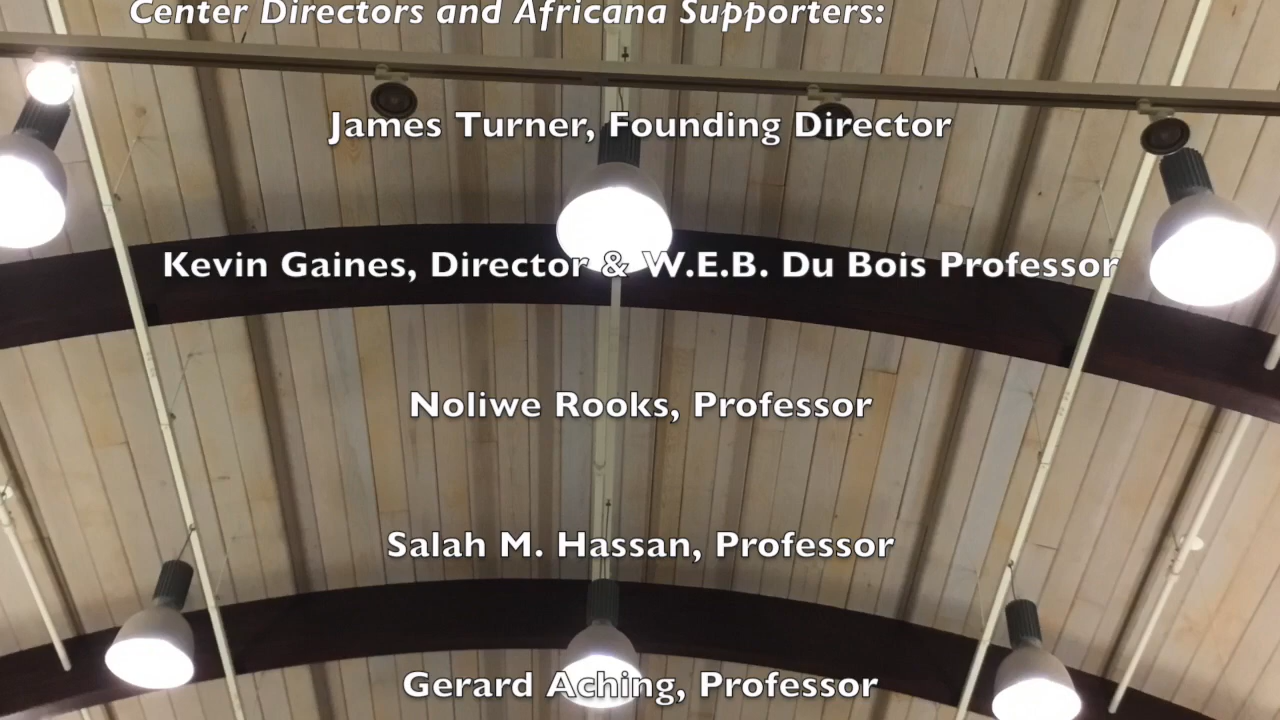 Center Directors and Africana Supporters:
James Turner, Founding Director
Kevin Gaines, Director & W.E.B. Du Bois Professor
Noliwe Rooks, Professor
Salah M. Hassan, Professor
Gerard Aching, Professor